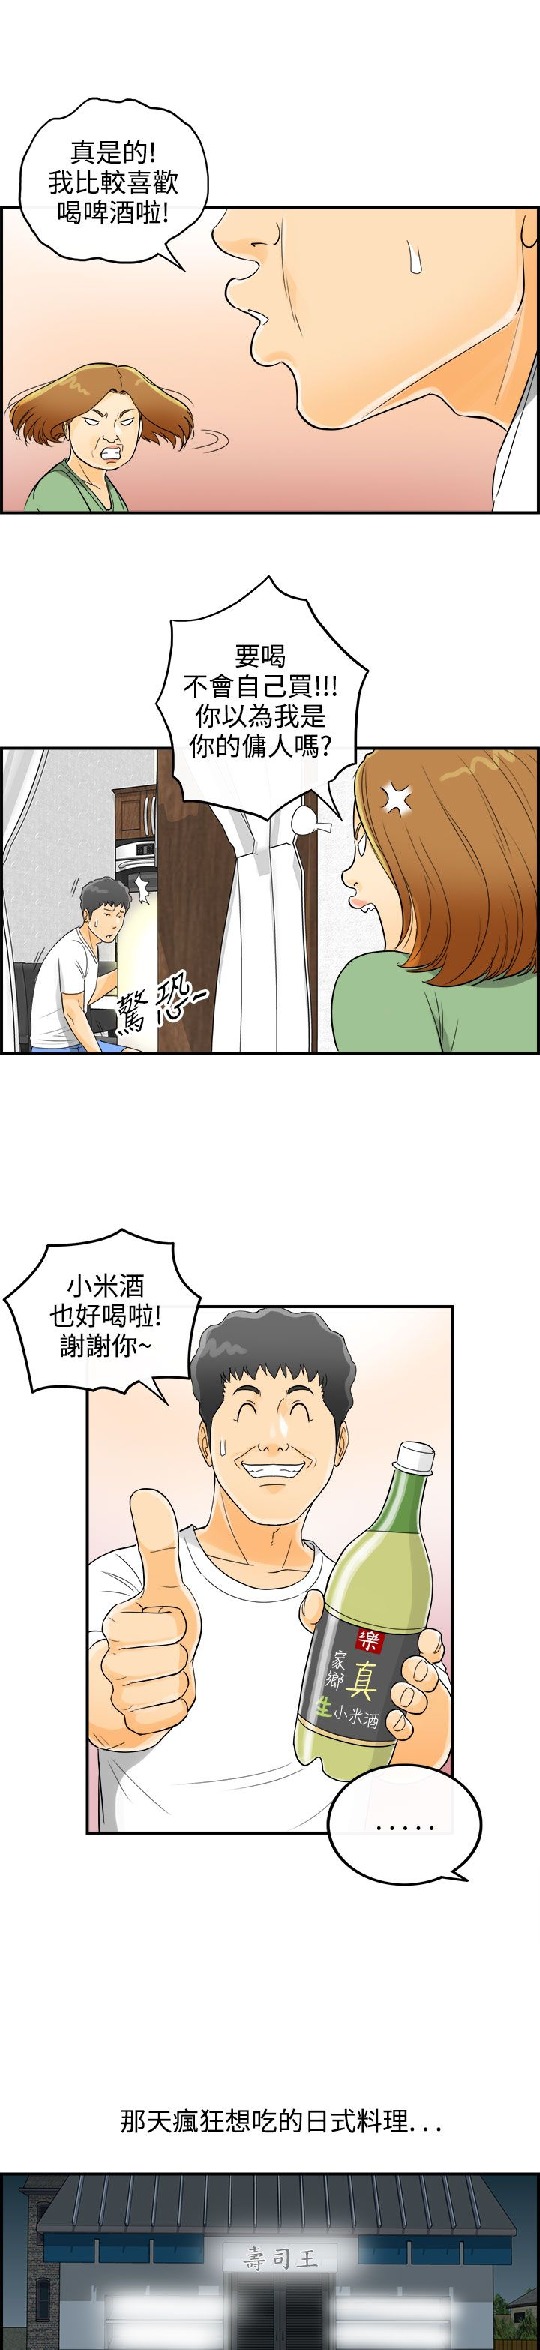 真是的!
我比較喜歡
喝啤酒啦!
要喝
不會自己買!!!
你以為我是
你的傭人嗎?
驚恐~
小米酒
也好喝啦!
謝謝你~
樂
家鄉
真
生小米酒
.....
那天瘋狂想吃的日式料理...
壽司王